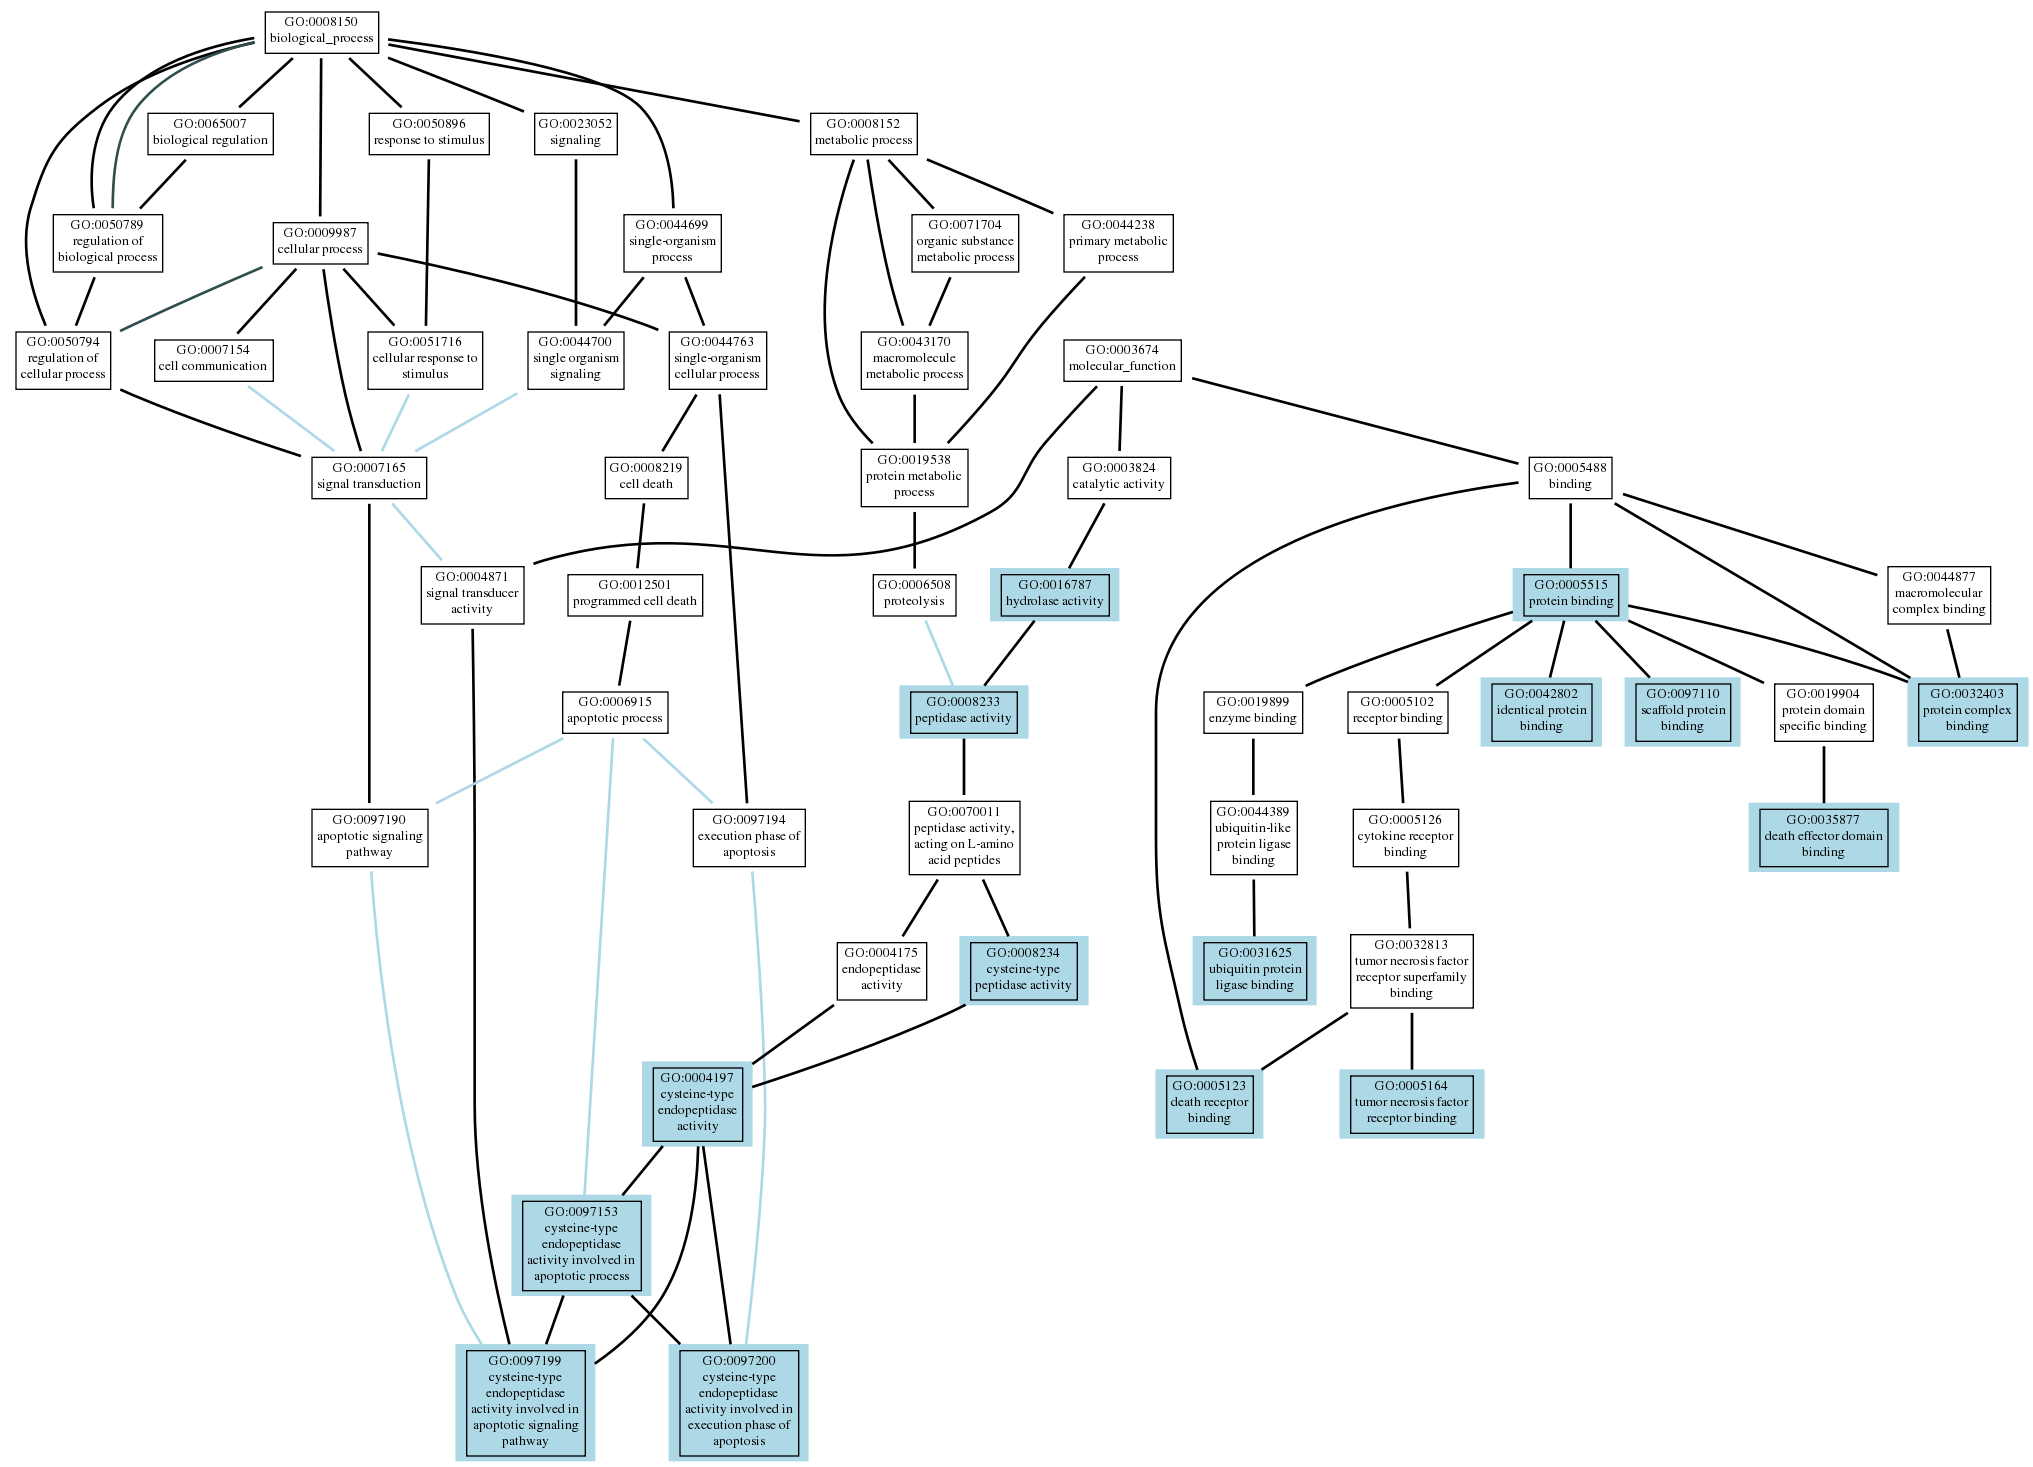 GO:0008150
biological_process
GO:0065007
biological regulation
GO:0050896
response to stimulus
GO:0023052
signaling
GO:0008152
metabolic process
GO:0050789
regulation of
biological process
GO:0009987
cellular process
GO:0044699
single-organism
process
GO:0071704
organic substance
metabolic process
GO:0044238
primary metabolic
process
GO:0050794
regulation of
cellular process
GO:0007154
cell communication
GO:0051716
cellular response to
stimulus
GO:0044700
single organism
signaling
GO:0044763
single-organism
cellular process
GO:0043170
macromolecule
metabolic process
GO:0003674
molecular_function
GO:0007165
signal transduction
GO:0008219
cell death
GO:0019538
protein metabolic
process
GO:0003824
catalytic activity
GO:0005488
binding
GO:0004871
signal transducer
activity
GO:0012501
programmed cell death
GO:0006508
proteolysis
GO:0016787
hydrolase activity
GO:0005515
protein binding
GO:0044877
macromolecular
complex binding
GO:0006915
apoptotic process
GO:0008233
peptidase activity
GO:0019899
enzyme binding
GO:0005102
receptor binding
GO:0042802
identical protein
binding
GO:0097110
scaffold protein
binding
GO:0019904
protein domain
specific binding
GO:0032403
protein complex
binding
GO:0097190
apoptotic signaling
pathway
GO:0097194
execution phase of
apoptosis
GO:0070011
peptidase activity,
acting on L-amino
acid peptides
GO:0044389
ubiquitin-like
protein ligase
binding
GO:0005126
cytokine receptor
binding
GO:0035877
death effector domain
binding
GO:0004175
endopeptidase
activity
GO:0008234
cysteine-type
peptidase activity
GO:0031625
ubiquitin protein
ligase binding
GO:0032813
tumor necrosis factor
receptor superfamily
binding
GO:0004197
cysteine-type
endopeptidase
activity
GO:0005123
death receptor
binding
GO:0005164
tumor necrosis factor
receptor binding
GO:0097153
cysteine-type
endopeptidase
activity involved in
apoptotic process
GO:0097199
cysteine-type
endopeptidase
activity involved in
apoptotic signaling
pathway
GO:0097200
cysteine-type
endopeptidase
activity involved in
execution phase of
apoptosis